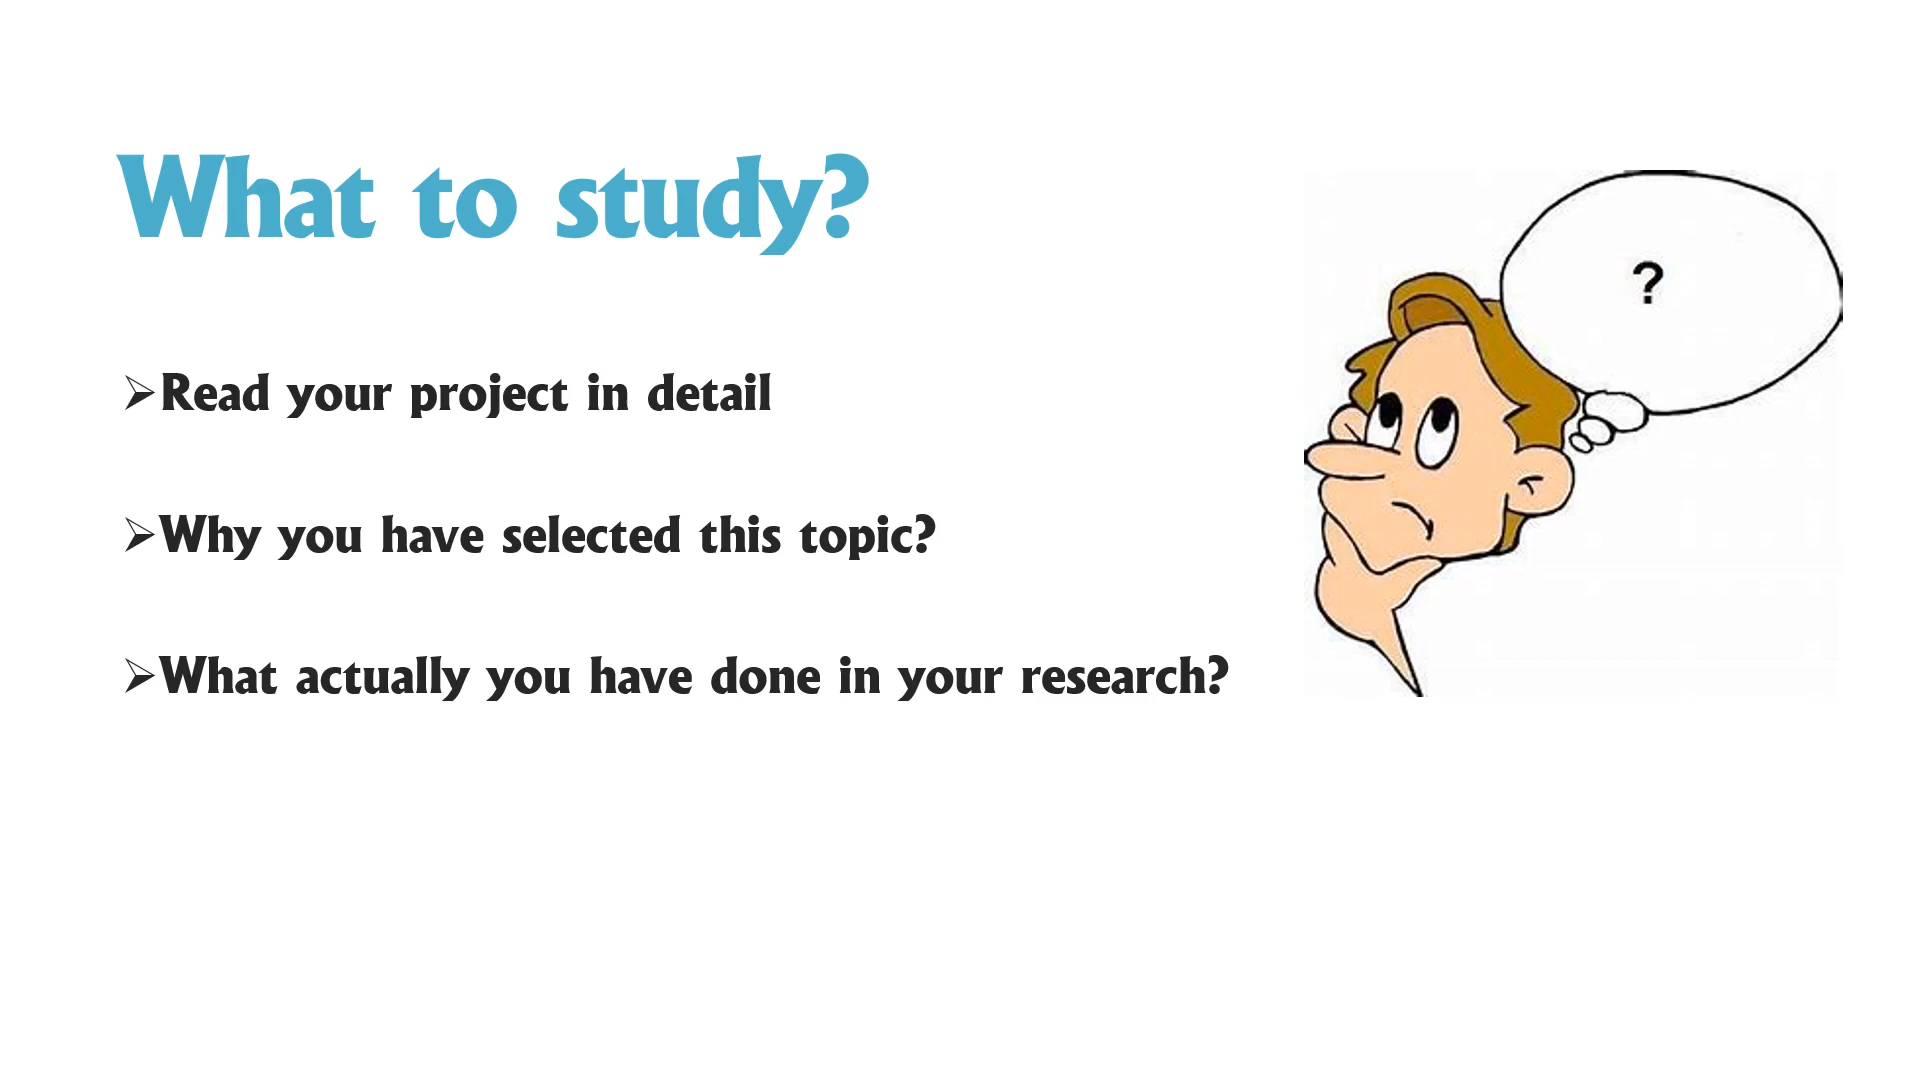 What to study?
➢Read your project in detail
➢Why you have selected this topic?
➢What actually you have done in your research?
?